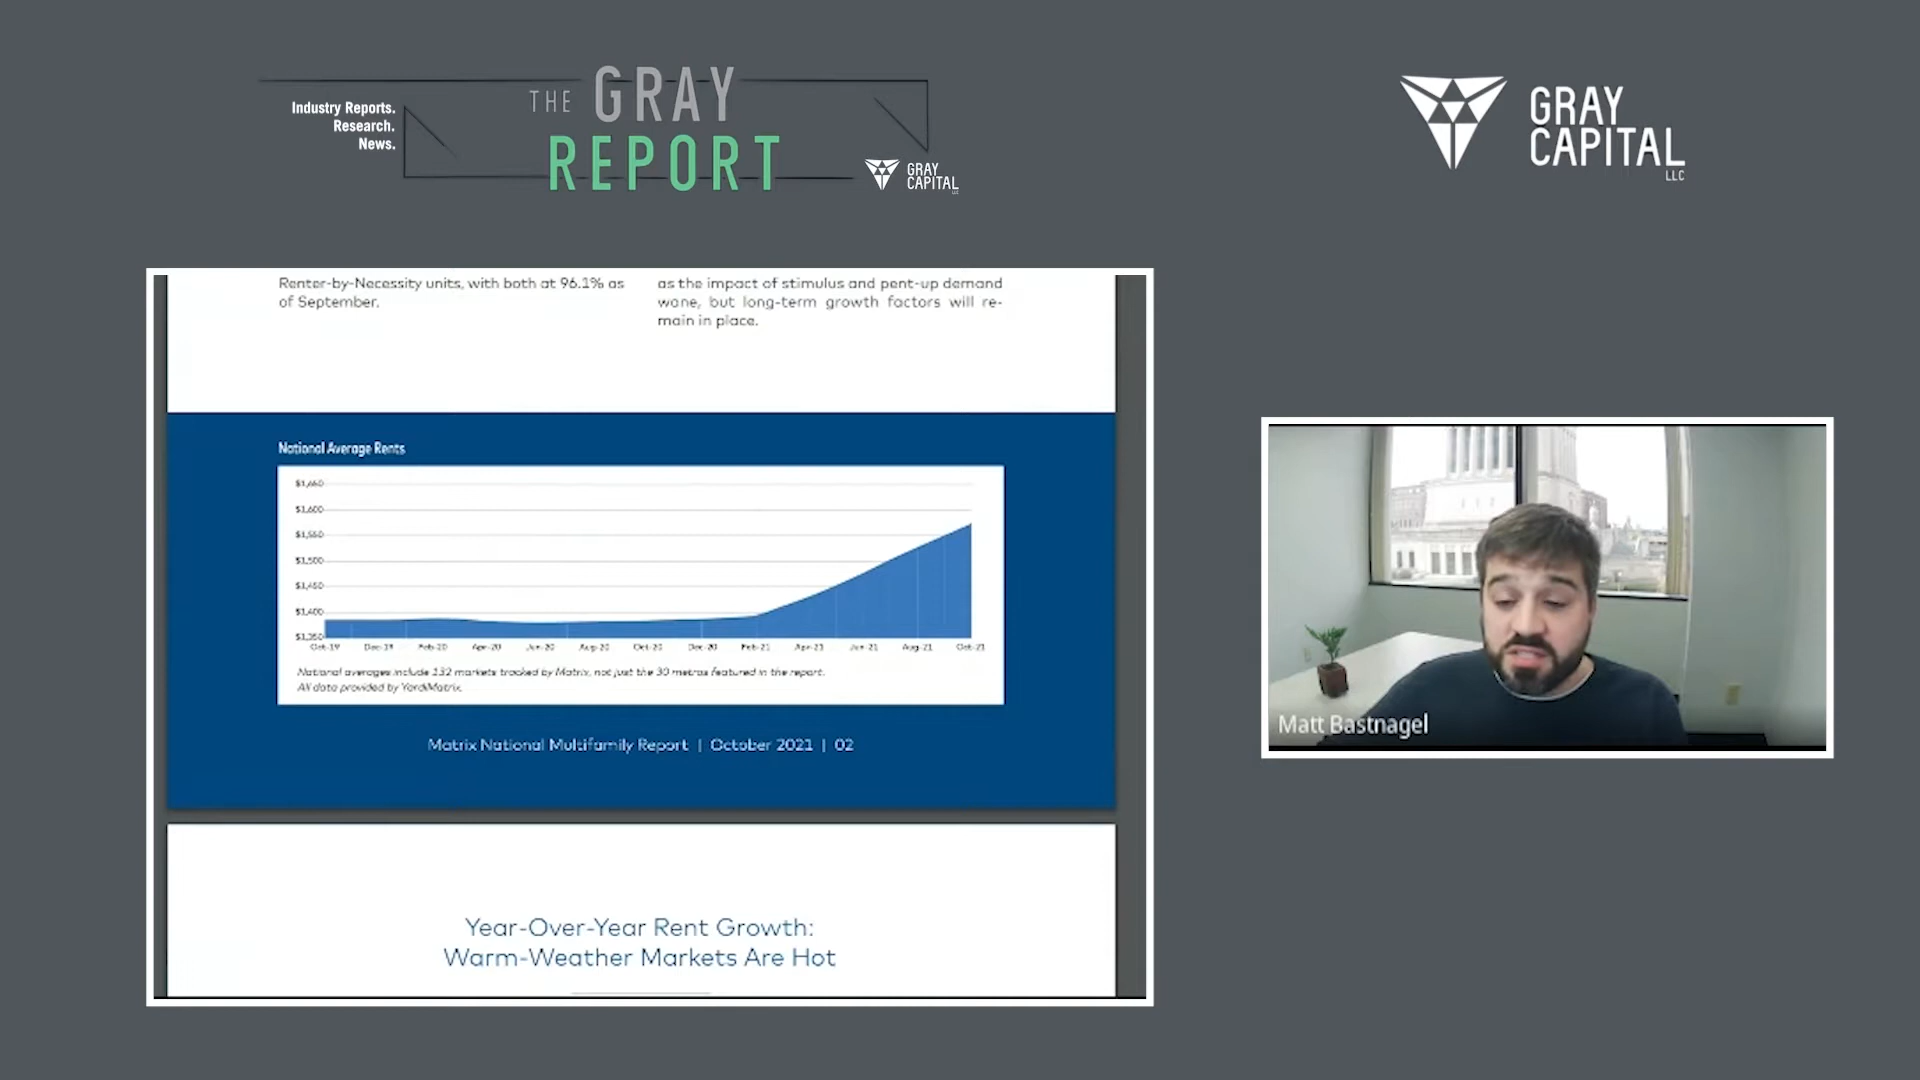 Industry Reports.
Research.
News.
THE GRAY
REPORT
GRAY
CAPITAL
GRAY
CAPITAL
LLC
Renter-by-Necessity units, with both at 96.1% as
of September.
as the impact of stimulus and pent-up demand
wane, but long-term growth factors will re-
main in place.
National Average Rents
$1,650
$1,600
$1,550
$1,500
$1,450
$1,400
$1,350
Oct-19 Dec-19 Feb-20 Apr-20 Jun-20 Aug-20 Oct-20 Dec-20 Feb-21 Apr-21 Jun-21 Aug-21 Oct-21
National averages include 132 markets tracked by Matrix, not just the 30 metros featured in the report.
All data provided by YardiMatrix.
Matrix National Multifamily Report | October 2021 | 02
Year-Over-Year Rent Growth:
Warm-Weather Markets Are Hot
Matt Bastnagel